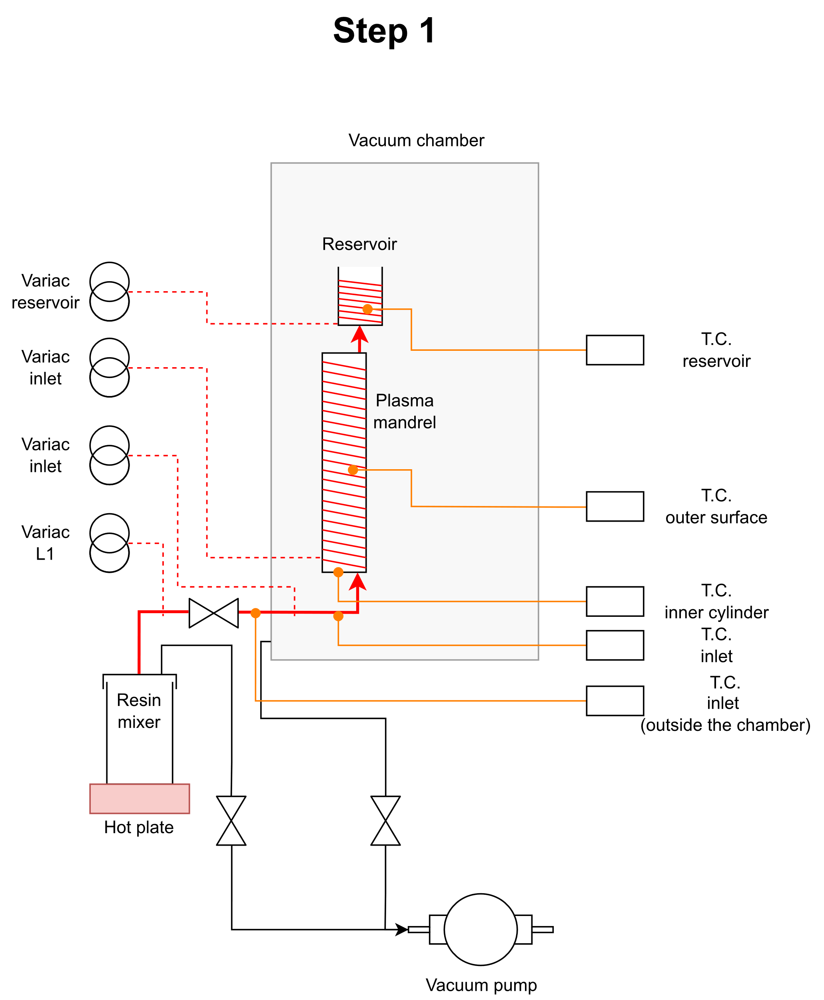 Step 1
Vacuum chamber
Reservoir
Variac
reservoir
T.C.
reservoir
Variac
inlet
Plasma
mandrel
Variac
inlet
T.C.
outer surface
Variac
L1
T.C.
inner cylinder
T.C.
inlet
T.C.
inlet
(outside the chamber)
Resin
mixer
Hot plate
Vacuum pump